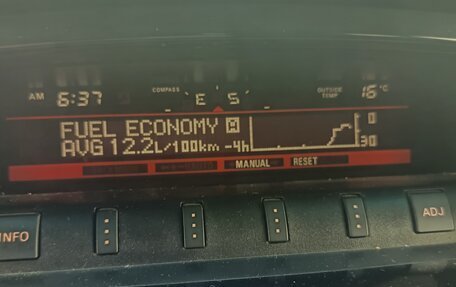 COMPASS OUTSIDE TEMP
AM 6:37 E S 16°C
FUEL ECONOMY 0
AVG 12.2L/100km -4h 30
MANUAL RESET
INFO ADJ